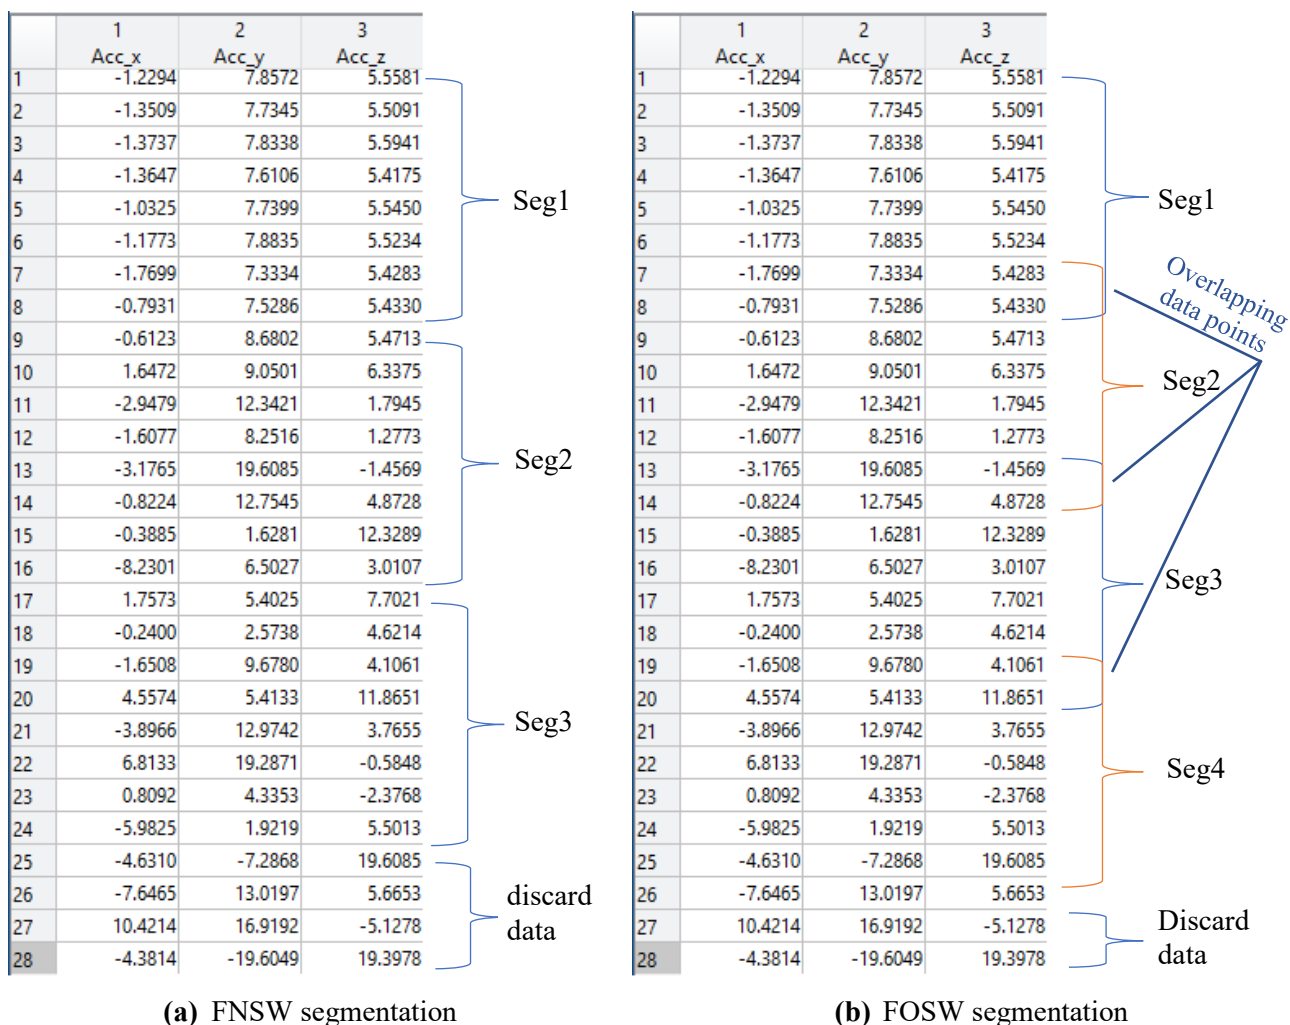 1 2 3
Acc_x Acc_y Acc_z
1 -1.2294 7.8572 5.5581
2 -1.3509 7.7345 5.5091
3 -1.3737 7.8338 5.5941
4 -1.3647 7.6106 5.4175
5 -1.0325 7.7399 5.5450
6 -1.1773 7.8835 5.5234
7 -1.7699 7.3334 5.4283
8 -0.7931 7.5286 5.4330
9 -0.6123 8.6802 5.4713
10 1.6472 9.0501 6.3375
11 -2.9479 12.3421 1.7945
12 -1.6077 8.2516 1.2773
13 -3.1765 19.6085 -1.4569
14 -0.8224 12.7545 4.8728
15 -0.3885 1.6281 12.3289
16 -8.2301 6.5027 3.0107
17 1.7573 5.4025 7.7021
18 -0.2400 2.5738 4.6214
19 -1.6508 9.6780 4.1061
20 4.5574 5.4133 11.8651
21 -3.8966 12.9742 3.7655
22 6.8133 19.2871 -0.5848
23 0.8092 4.3353 -2.3768
24 -5.9825 1.9219 5.5013
25 -4.6310 -7.2868 19.6085
26 -7.6465 13.0197 5.6653
27 10.4214 16.9192 -5.1278
28 -4.3814 -19.6049 19.3978
Seg1
Seg2
Seg3
discard
data
(a) FNSW segmentation
1 2 3
Acc_x Acc_y Acc_z
1 -1.2294 7.8572 5.5581
2 -1.3509 7.7345 5.5091
3 -1.3737 7.8338 5.5941
4 -1.3647 7.6106 5.4175
5 -1.0325 7.7399 5.5450
6 -1.1773 7.8835 5.5234
7 -1.7699 7.3334 5.4283
8 -0.7931 7.5286 5.4330
9 -0.6123 8.6802 5.4713
10 1.6472 9.0501 6.3375
11 -2.9479 12.3421 1.7945
12 -1.6077 8.2516 1.2773
13 -3.1765 19.6085 -1.4569
14 -0.8224 12.7545 4.8728
15 -0.3885 1.6281 12.3289
16 -8.2301 6.5027 3.0107
17 1.7573 5.4025 7.7021
18 -0.2400 2.5738 4.6214
19 -1.6508 9.6780 4.1061
20 4.5574 5.4133 11.8651
21 -3.8966 12.9742 3.7655
22 6.8133 19.2871 -0.5848
23 0.8092 4.3353 -2.3768
24 -5.9825 1.9219 5.5013
25 -4.6310 -7.2868 19.6085
26 -7.6465 13.0197 5.6653
27 10.4214 16.9192 -5.1278
28 -4.3814 -19.6049 19.3978
Seg1
Overlapping
data points
Seg2
Seg3
Seg4
Discard
data
(b) FOSW segmentation